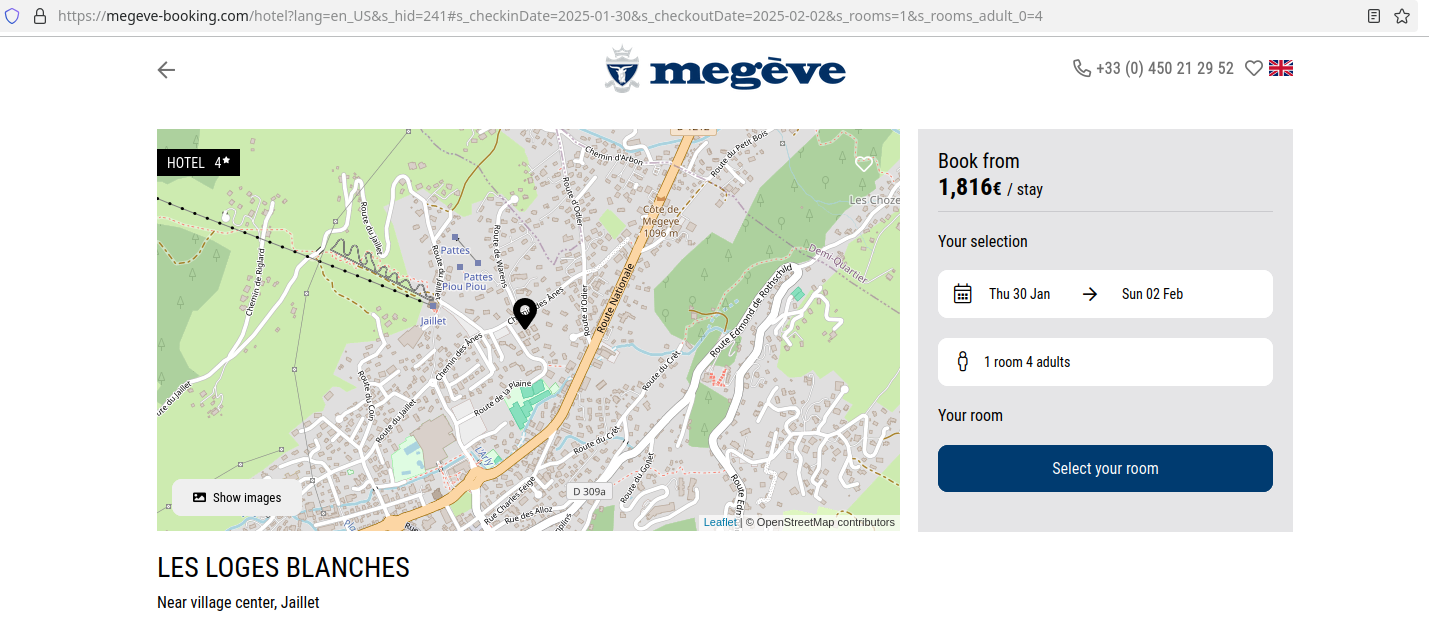 https://megeve-booking.com/hotel?lang=en_US&s_hid=241#s_checkinDate=2025-01-30&s_checkoutDate=2025-02-02&s_rooms=1&s_rooms_adult_0=4
megève
+33 (0) 450 21 29 52
HOTEL 4★
Chemin d'Arbon
Route du Petit Bois
Route d'Odier
Les Choze
Côte de
Megeve
1096 m
Route du Jaillet
Route de Warens
Pattes
Demi-Quartier
Chemin de Riglard
Route du Jaillet
Pattes
Piou Piou
Route Nationale
Route Edmond de Rothschild
Route d'Odier
Jaillet
Chemin des Ânes
Route du Crêt
Route du Coin
Route de la Plaine
Route du Jaillet
Route du Crêt
L'Arly
Route du Gollet
Rue Charles Feige
D 309a
Rue des Alloz
Show images
Leaflet | © OpenStreetMap contributors
Book from
1,816€ / stay
Your selection
Thu 30 Jan → Sun 02 Feb
1 room 4 adults
Your room
Select your room
LES LOGES BLANCHES
Near village center, Jaillet